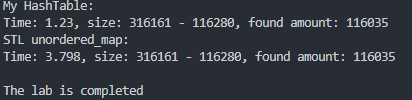 My HashTable:
Time: 1.23, size: 316161 - 116280, found amount: 116035
STL unordered_map:
Time: 3.798, size: 316161 - 116280, found amount: 116035
The lab is completed